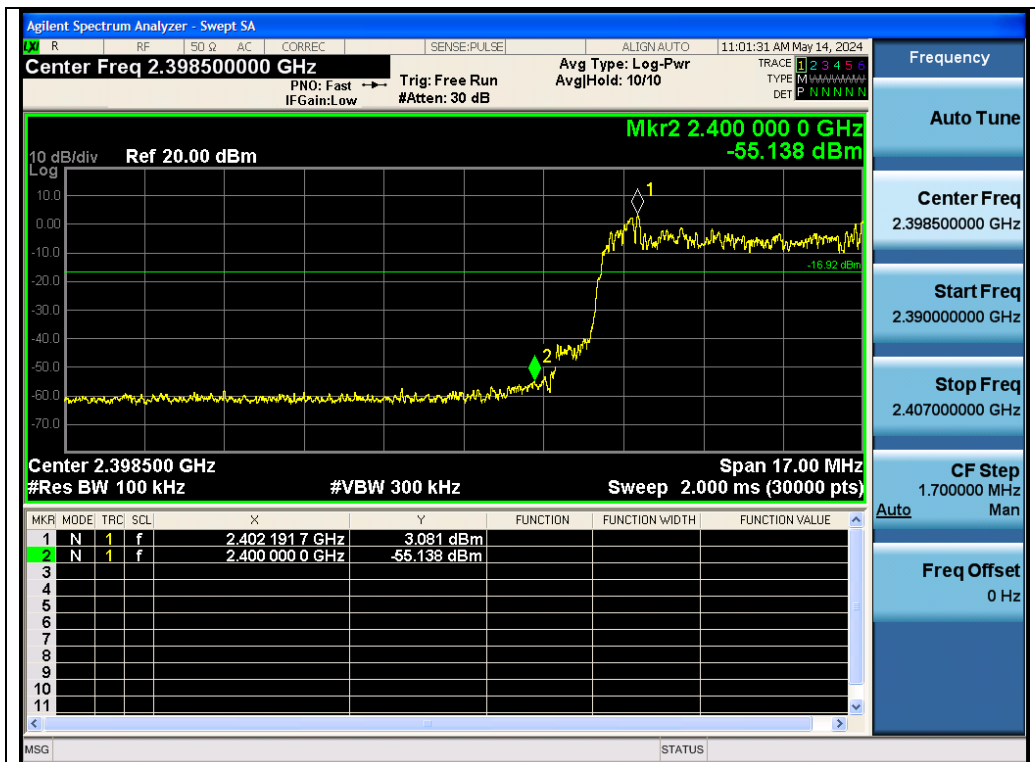 Agilent Spectrum Analyzer - Swept SA
LXI R RF 50 Ω AC CORREC SENSE:PULSE ALIGN AUTO 11:01:31 AM May 14, 2024
Center Freq 2.398500000 GHz
PNO: Fast
IFGain:Low
Trig: Free Run
#Atten: 30 dB
Avg Type: Log-Pwr
Avg|Hold: 10/10
TRACE 1 2 3 4 5 6
TYPE M W W W W W
DET P N N N N N
Mkr2 2.400 000 0 GHz
-55.138 dBm
10 dB/div Ref 20.00 dBm
Log
10.0
0.00
-10.0
-20.0
-30.0
-40.0
-50.0
-60.0
-70.0
1
-16.92 dBm
2
Center 2.398500 GHz Span 17.00 MHz
#Res BW 100 kHz #VBW 300 kHz Sweep 2.000 ms (30000 pts)
MKR MODE TRC SCL X Y FUNCTION FUNCTION WIDTH FUNCTION VALUE
1 N 1 f 2.402 191 7 GHz 3.081 dBm
2 N 1 f 2.400 000 0 GHz -55.138 dBm
3
4
5
6
7
8
9
10
11
MSG STATUS
Frequency
Auto Tune
Center Freq
2.398500000 GHz
Start Freq
2.390000000 GHz
Stop Freq
2.407000000 GHz
CF Step
1.700000 MHz
Auto Man
Freq Offset
0 Hz